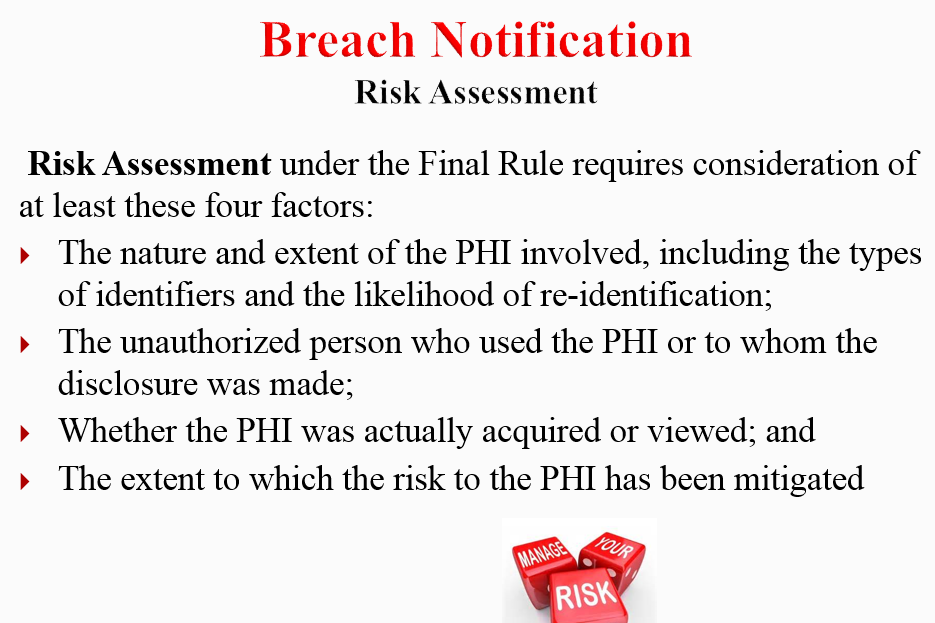 Breach Notification
Risk Assessment
Risk Assessment under the Final Rule requires consideration of
at least these four factors:
The nature and extent of the PHI involved, including the types
of identifiers and the likelihood of re-identification;
The unauthorized person who used the PHI or to whom the
disclosure was made;
Whether the PHI was actually acquired or viewed; and
The extent to which the risk to the PHI has been mitigated
MANAGE
YOUR
RISK